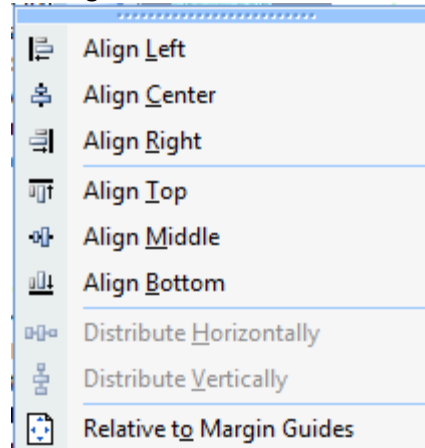 Align Left
Align Center
Align Right
Align Top
Align Middle
Align Bottom
Distribute Horizontally
Distribute Vertically
Relative to Margin Guides